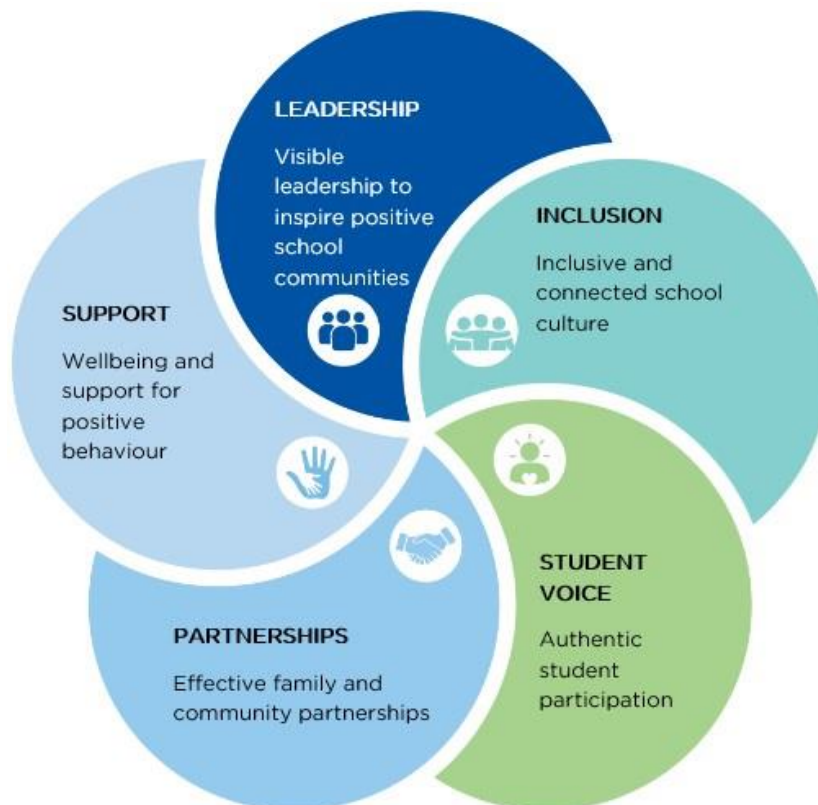 LEADERSHIP
Visible
leadership to
inspire positive
school
communities
INCLUSION
Inclusive and
connected school
culture
STUDENT
VOICE
Authentic
student
participation
PARTNERSHIPS
Effective family and
community partnerships
SUPPORT
Wellbeing and
support for
positive
behaviour